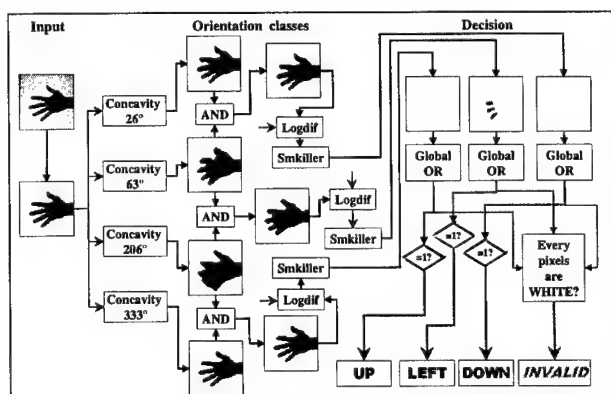 Input
Orientation classes
Decision
Concavity
26°
Concavity
63°
Concavity
206°
Concavity
333°
AND
AND
AND
Logdif
Smkiller
Logdif
Smkiller
Smkiller
Logdif
Global
OR
Global
OR
Global
OR
=1?
=1?
=1?
Every
pixels
are
WHITE?
UP
LEFT
DOWN
INVALID